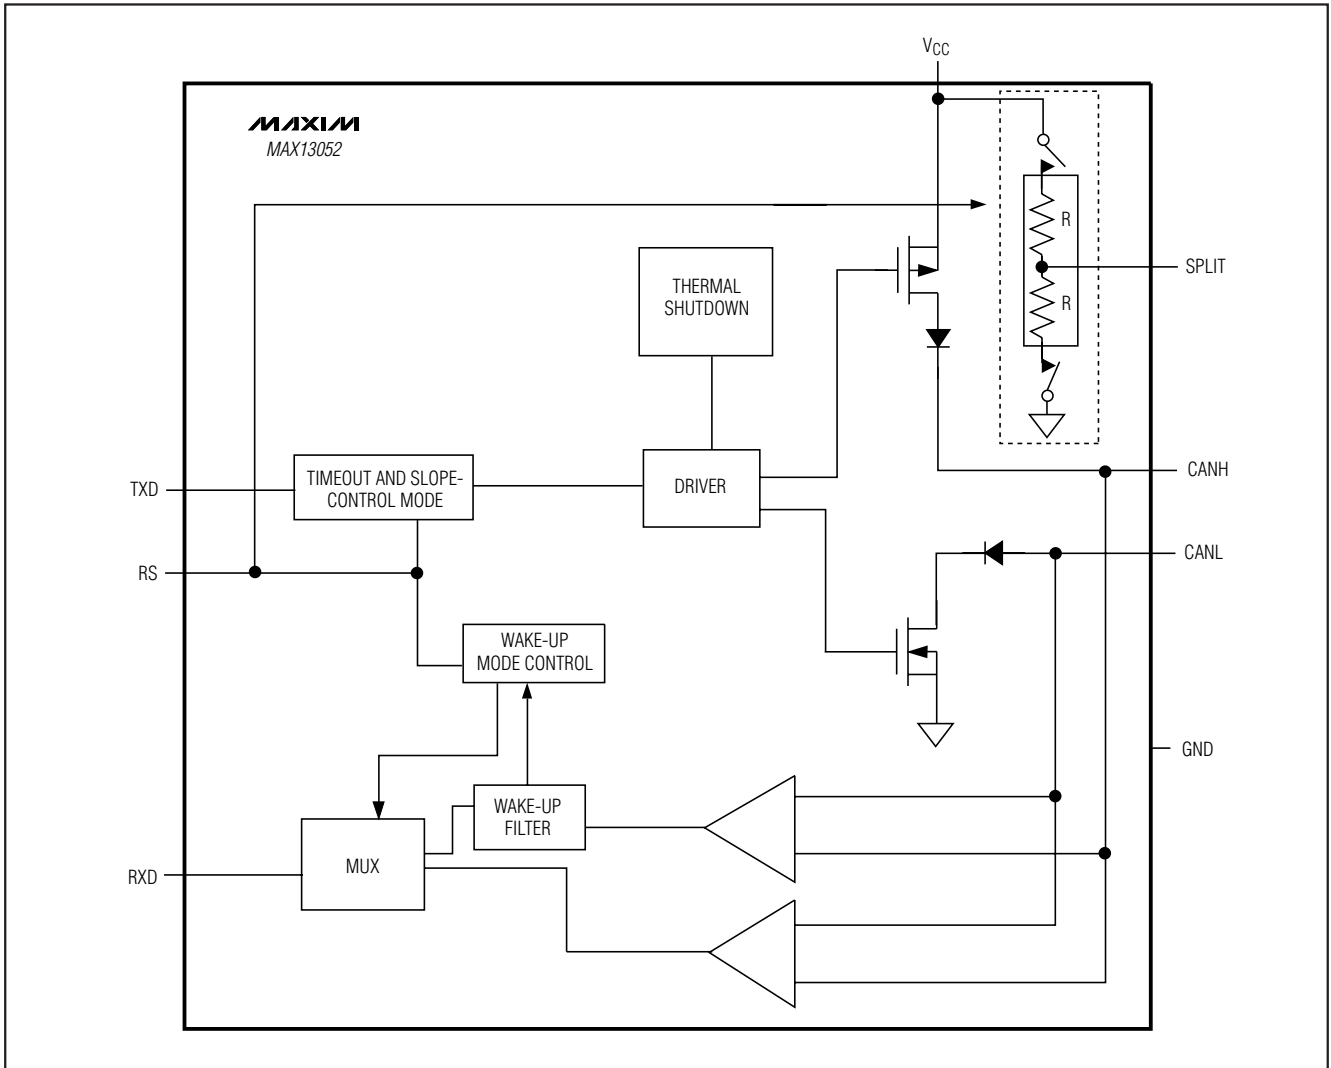 VCC
MAXIM
MAX13052
R
THERMAL
SHUTDOWN
SPLIT
R
TIMEOUT AND SLOPE-
CONTROL MODE
DRIVER
CANH
TXD
CANL
RS
WAKE-UP
MODE CONTROL
GND
WAKE-UP
FILTER
MUX
RXD